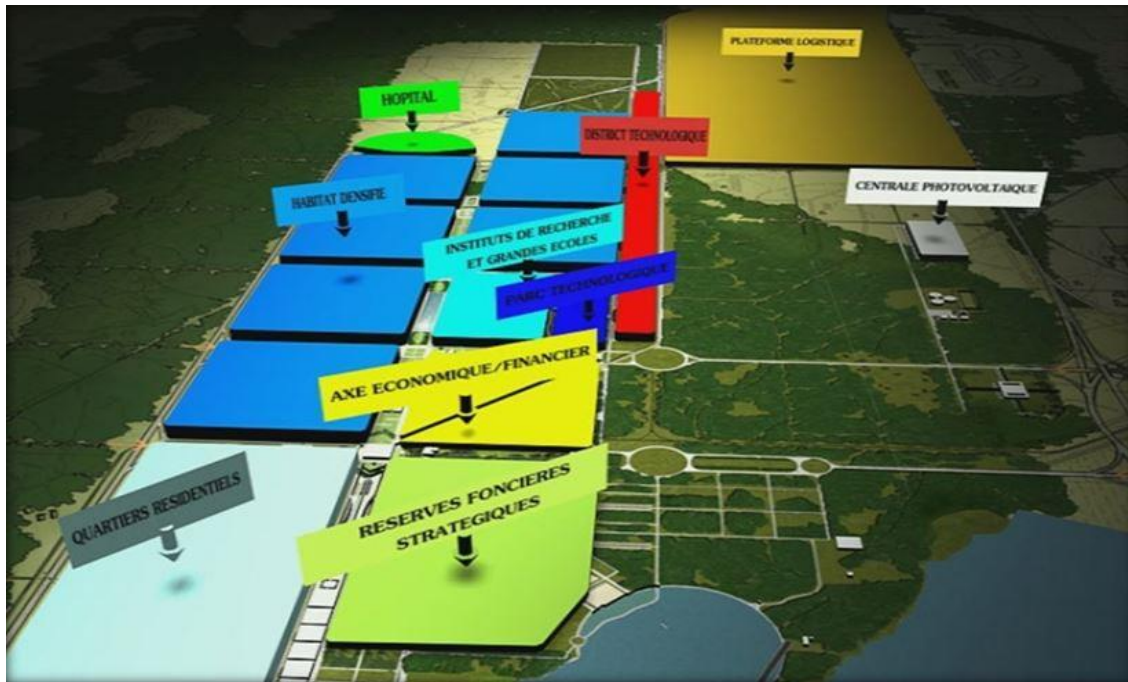 PLATEFORME LOGISTIQUE
HOPITAL
DISTRICT TECHNOLOGIQUE
CENTRALE PHOTOVOLTAIQUE
HABITAT DENSIFIE
INSTITUTS DE RECHERCHE
ET GRANDES ECOLES
PARC TECHNOLOGIQUE
AXE ECONOMIQUE/FINANCIER
QUARTIERS RESIDENTIELS
RESERVES FONCIERES
STRATEGIQUES